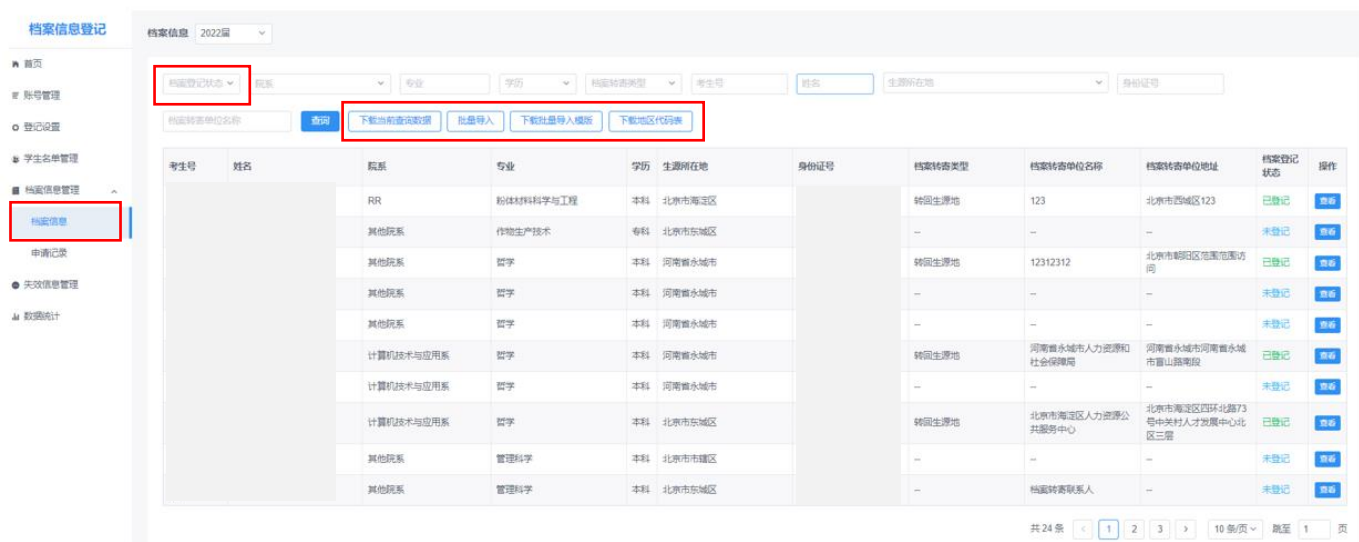 档案信息登记
档案信息 2022届
首页
账号管理
登记设置
学生名单管理
档案信息管理
档案信息
申请记录
失效信息管理
数据统计
档案登记状态 院系 专业 学历 档案转寄类型 考生号 姓名 生源所在地 身份证号
档案转寄单位名称 查询 下载当前查询数据 批量导入 下载批量导入模版 下载地区代码表
考生号 姓名 院系 专业 学历 生源所在地 身份证号 档案转寄类型 档案转寄单位名称 档案转寄单位地址 档案登记状态 操作
RR 粉体材料科学与工程 本科 北京市海淀区 转回生源地 123 北京市西城区123 已登记 查看
其他院系 作物生产技术 专科 北京市东城区 -- -- -- 未登记 查看
其他院系 哲学 本科 河南省永城市 转回生源地 12312312 北京市朝阳区范围范围访问 已登记 查看
其他院系 哲学 本科 河南省永城市 -- -- -- 未登记 查看
其他院系 哲学 本科 河南省永城市 -- -- -- 未登记 查看
计算机技术与应用系 哲学 本科 河南省永城市 转回生源地 河南省永城市人力资源和社会保障局 河南省永城市河南省永城市芒山路南段 已登记 查看
计算机技术与应用系 哲学 本科 河南省永城市 -- -- -- 未登记 查看
计算机技术与应用系 哲学 本科 北京市东城区 转回生源地 北京市海淀区人力资源公共服务中心 北京市海淀区四环北路73号中关村人才发展中心北区三层 已登记 查看
其他院系 管理科学 本科 北京市市辖区 -- -- -- 未登记 查看
其他院系 管理科学 本科 北京市东城区 -- 档案转寄联系人 -- 未登记 查看
共 24 条 < 1 2 3 > 10 条/页 跳至 1 页